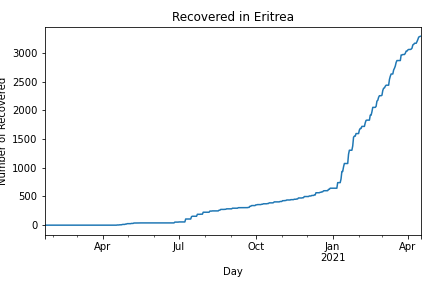 Recovered in Eritrea
Number of Recovered
3000
2500
2000
1500
1000
500
0
Apr
Jul
Oct
Jan
2021
Apr
Day